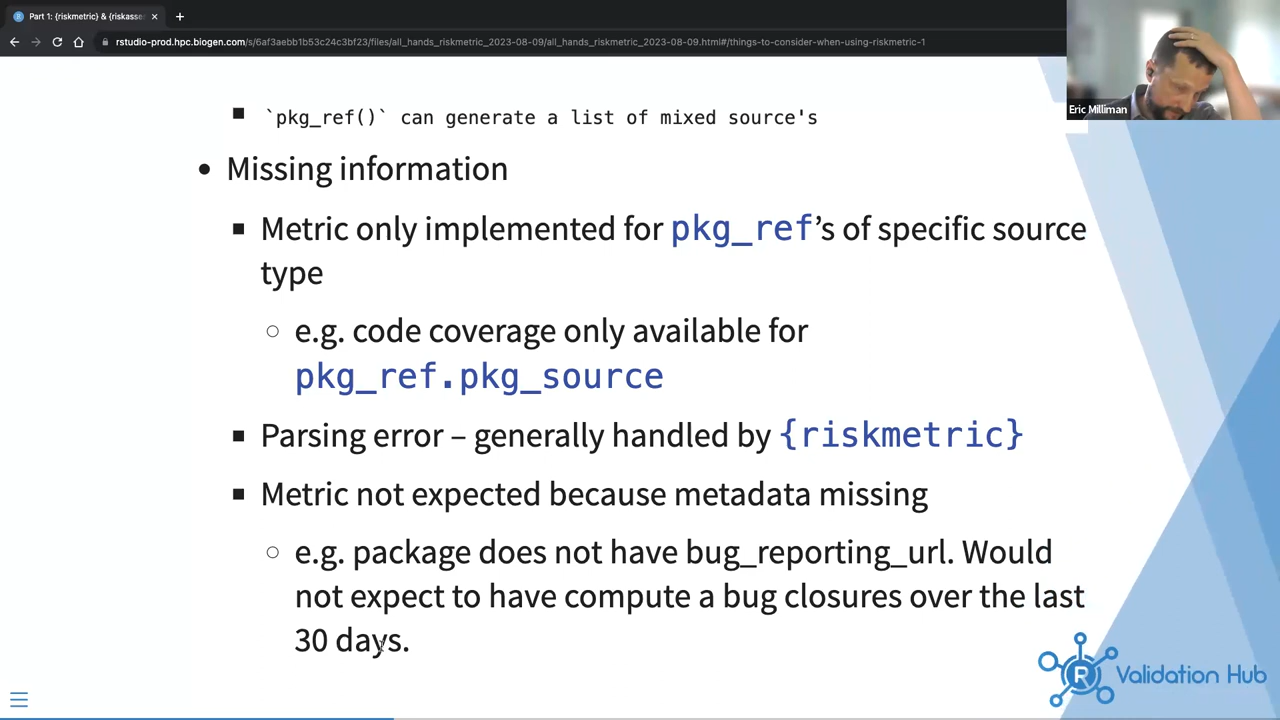 Part 1: {riskmetric} & {riskasse
rstudio-prod.hpc.biogen.com/s/6af3aebb1b53c24c3bf23/files/all_hands_riskmetric_2023-08-09/all_hands_riskmetric_2023-08-09.html#/things-to-consider-when-using-riskmetric-1
Eric Milliman
`pkg_ref()` can generate a list of mixed source's
Missing information
Metric only implemented for pkg_ref’s of specific source
type
e.g. code coverage only available for
pkg_ref.pkg_source
Parsing error – generally handled by {riskmetric}
Metric not expected because metadata missing
e.g. package does not have bug_reporting_url. Would
not expect to have compute a bug closures over the last
30 days.
R Validation Hub